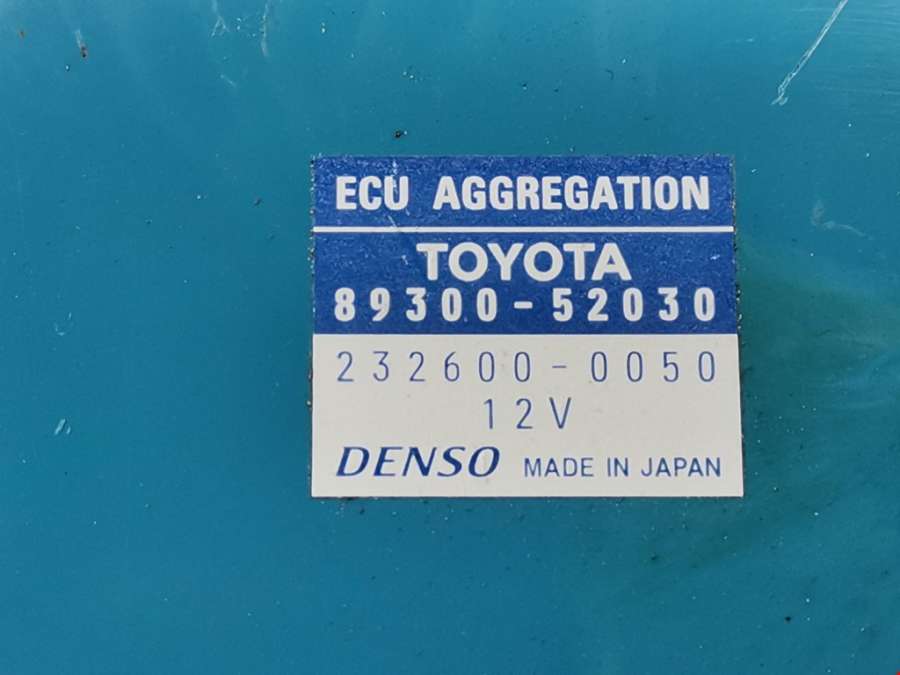 ECU AGGREGATION
TOYOTA
89300-52030
232600-0050
12V
DENSO MADE IN JAPAN